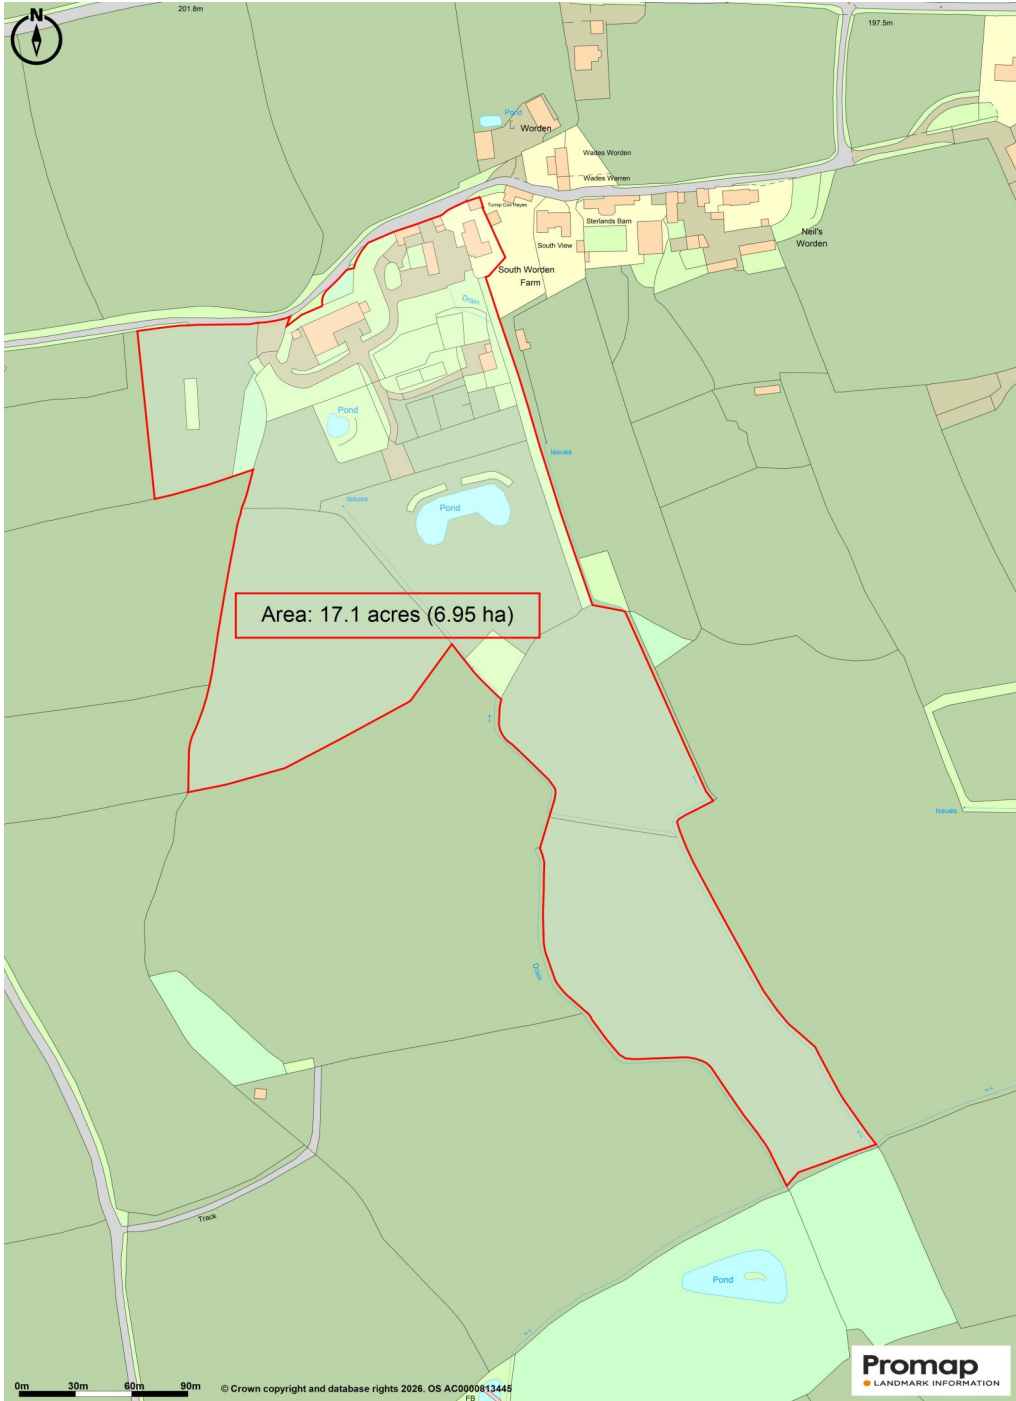 N
201.8m
197.5m
Pond
Worden
Wades Worden
Wades Warren
Turnip Cox Hayes
Sterlands Barn
South View
Neil's
Worden
South Worden
Farm
Drain
Pond
Issues
Issues
Pond
Area: 17.1 acres (6.95 ha)
Issues
Drain
Track
Pond
Promap
LANDMARK INFORMATION
0m 30m 60m 90m
© Crown copyright and database rights 2026. OS AC0000813445
FB